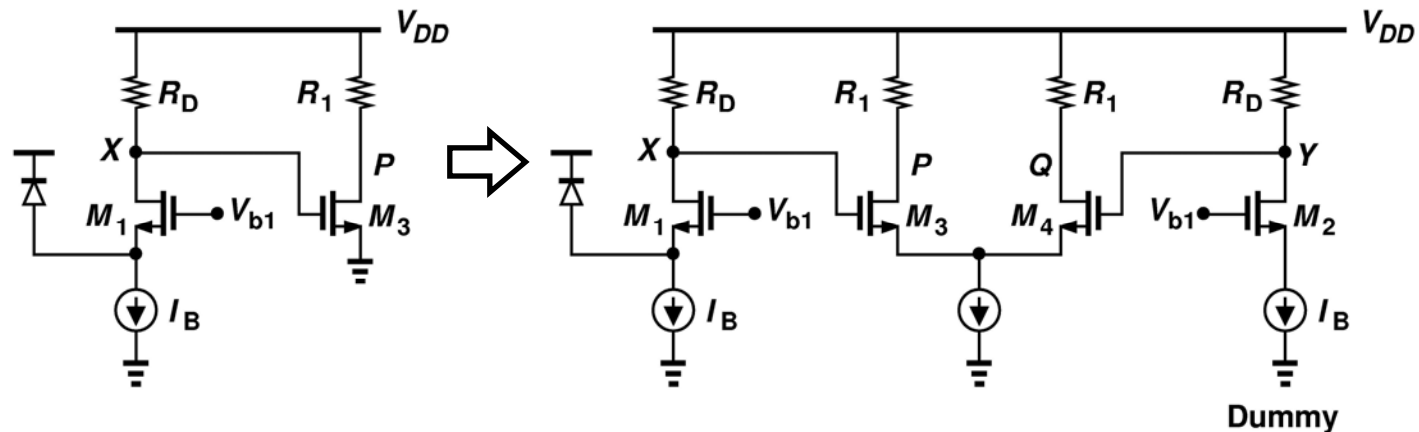 V_DD
V_DD
R_D
R_1
R_D
R_1
R_1
R_D
X
P
X
P
Q
Y
M_1
V_b1
M_3
M_1
V_b1
M_3
M_4
V_b1
M_2
I_B
I_B
I_B
Dummy